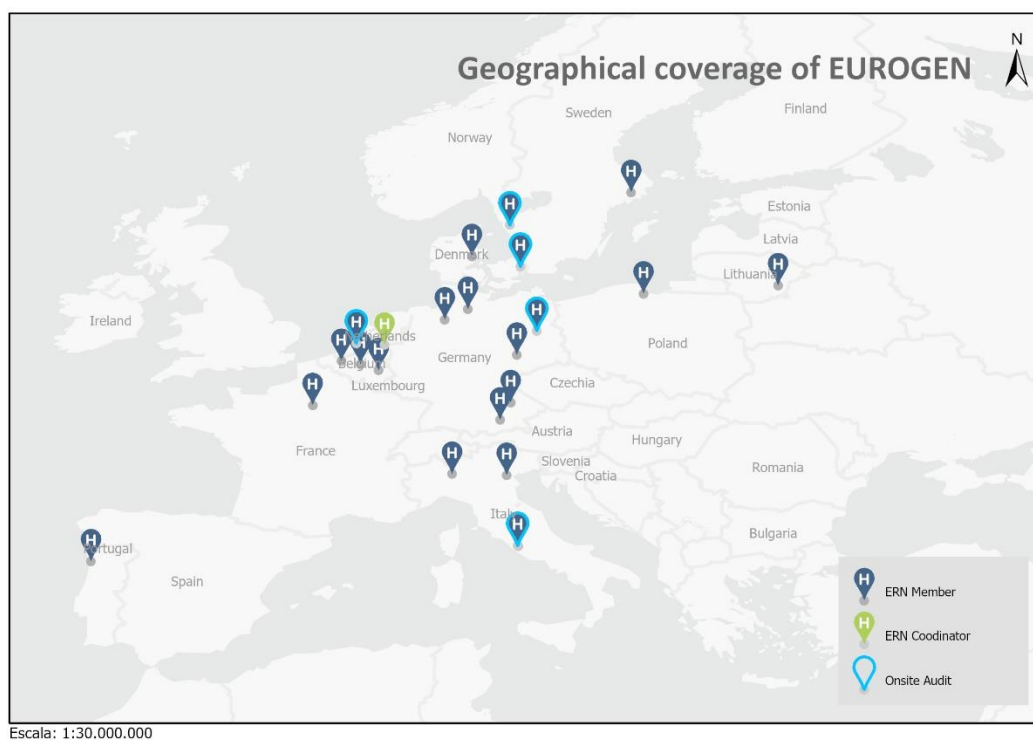 Geographical coverage of EUROGEN
N
Finland
Sweden
Norway
H
H
Estonia
H
Latvia
Denmark
H
H
Lithuania
H
H
H
H
Ireland
H
H
H
H
Netherlands
H
H
H
H
Poland
Belgium
Germany
Luxembourg
H
H
Czechia
H
Austria
Hungary
France
H
H
Slovenia
Croatia
Romania
Italy
H
Bulgaria
H
Portugal
Spain
H ERN Member
H ERN Coodinator
Onsite Audit
Escala: 1:30.000.000